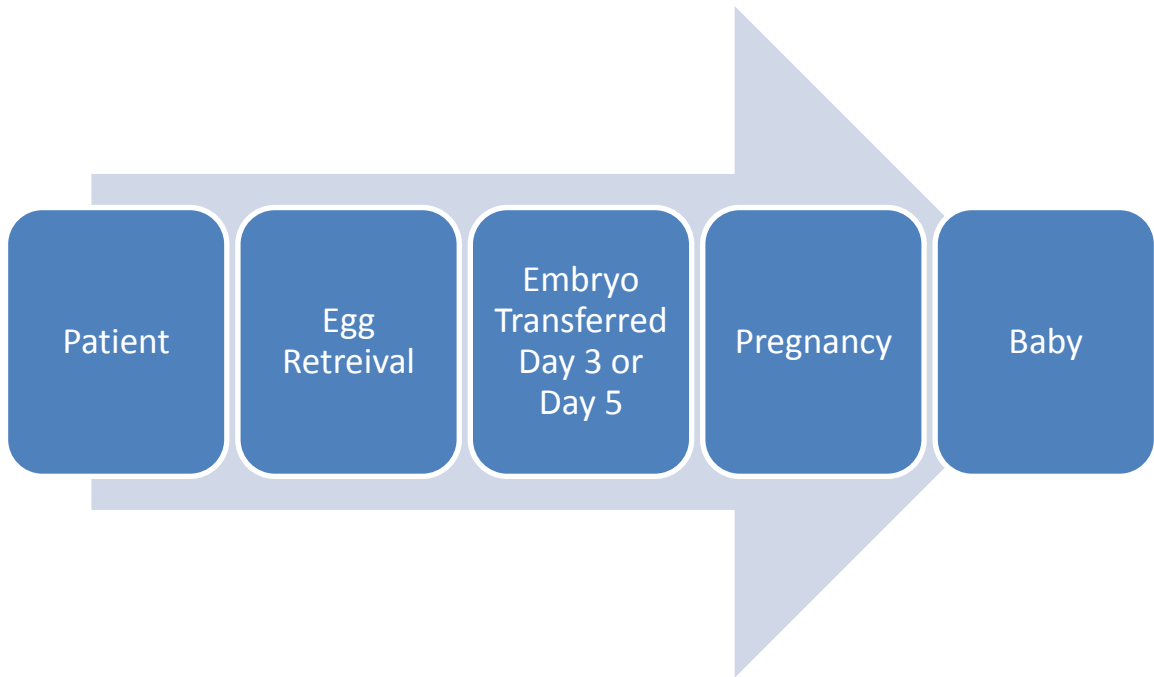 Patient
Egg
Retreival
Embryo
Transferred
Day 3 or
Day 5
Pregnancy
Baby